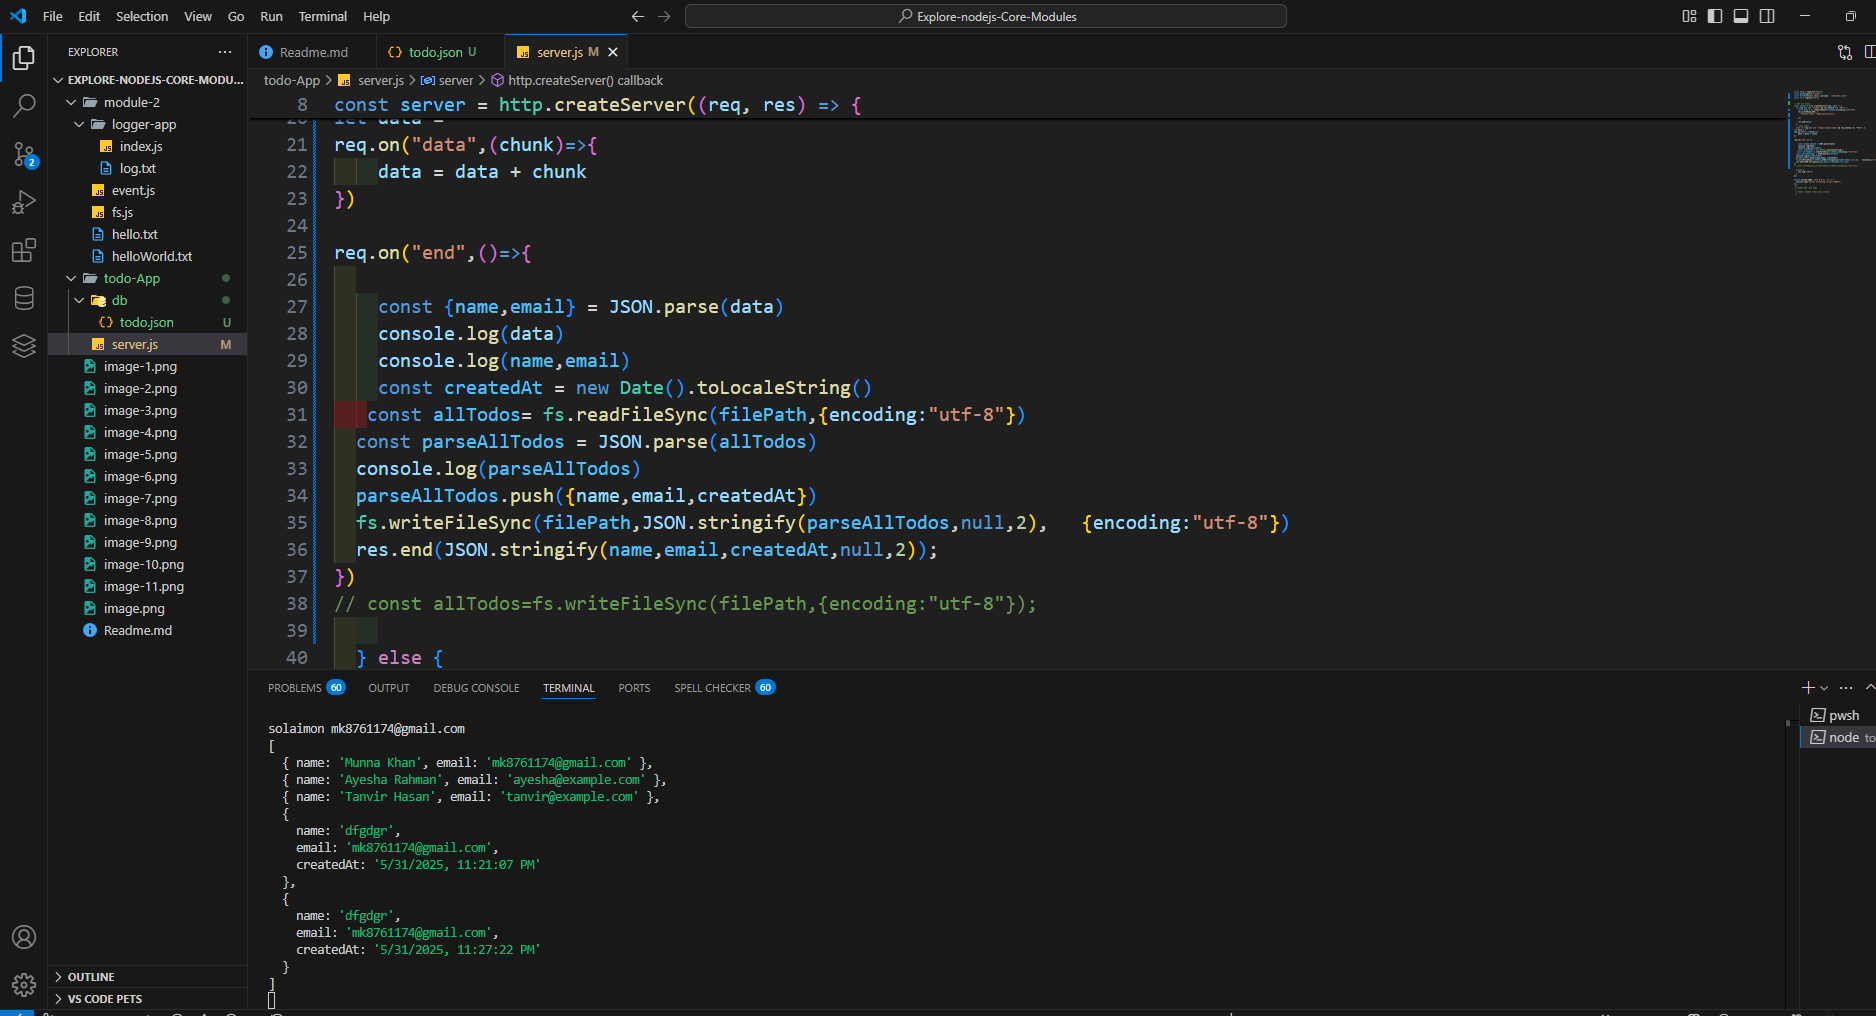 File Edit Selection View Go Run Terminal Help
Explore-nodejs-Core-Modules
EXPLORER
EXPLORE-NODEJS-CORE-MODU...
module-2
logger-app
index.js
log.txt
event.js
fs.js
hello.txt
helloWorld.txt
todo-App
db
todo.json U
server.js M
image-1.png
image-2.png
image-3.png
image-4.png
image-5.png
image-6.png
image-7.png
image-8.png
image-9.png
image-10.png
image-11.png
image.png
Readme.md
OUTLINE
VS CODE PETS
2
Readme.md
todo.json U
server.js M
todo-App > server.js > server > http.createServer() callback
8 const server = http.createServer((req, res) => {
20 let data =
21 req.on("data",(chunk)=>{
22 data = data + chunk
23 })
24
25 req.on("end",()=>{
26
27 const {name,email} = JSON.parse(data)
28 console.log(data)
29 console.log(name,email)
30 const createdAt = new Date().toLocaleString()
31 const allTodos= fs.readFileSync(filePath,{encoding:"utf-8"})
32 const parseAllTodos = JSON.parse(allTodos)
33 console.log(parseAllTodos)
34 parseAllTodos.push({name,email,createdAt})
35 fs.writeFileSync(filePath,JSON.stringify(parseAllTodos,null,2),   {encoding:"utf-8"})
36 res.end(JSON.stringify(name,email,createdAt,null,2));
37 })
38 // const allTodos=fs.writeFileSync(filePath,{encoding:"utf-8"});
39
40 } else {
PROBLEMS 60 OUTPUT DEBUG CONSOLE TERMINAL PORTS SPELL CHECKER 60
pwsh
node to
solaimon mk8761174@gmail.com
[
{ name: 'Munna Khan', email: 'mk8761174@gmail.com' },
{ name: 'Ayesha Rahman', email: 'ayesha@example.com' },
{ name: 'Tanvir Hasan', email: 'tanvir@example.com' },
{
name: 'dfgdgr',
email: 'mk8761174@gmail.com',
createdAt: '5/31/2025, 11:21:07 PM'
},
{
name: 'dfgdgr',
email: 'mk8761174@gmail.com',
createdAt: '5/31/2025, 11:27:22 PM'
}
]